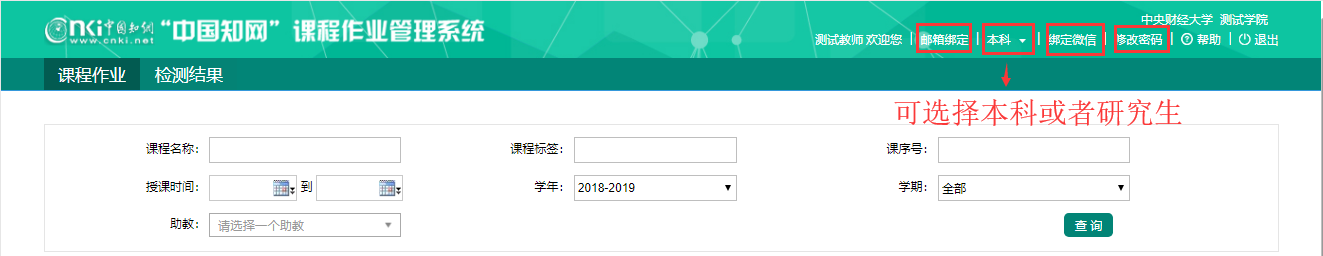 中国知网
www.cnki.net
“中国知网”课程作业管理系统
中央财经大学 测试学院
测试教师 欢迎您 | 邮箱绑定 | 本科 | 绑定微信 | 修改密码 | 帮助 | 退出
课程作业 检测结果
可选择本科或者研究生
课程名称: 课程标签: 课序号:
授课时间: 到 学年: 2018-2019 学期: 全部
助教: 请选择一个助教 查 询